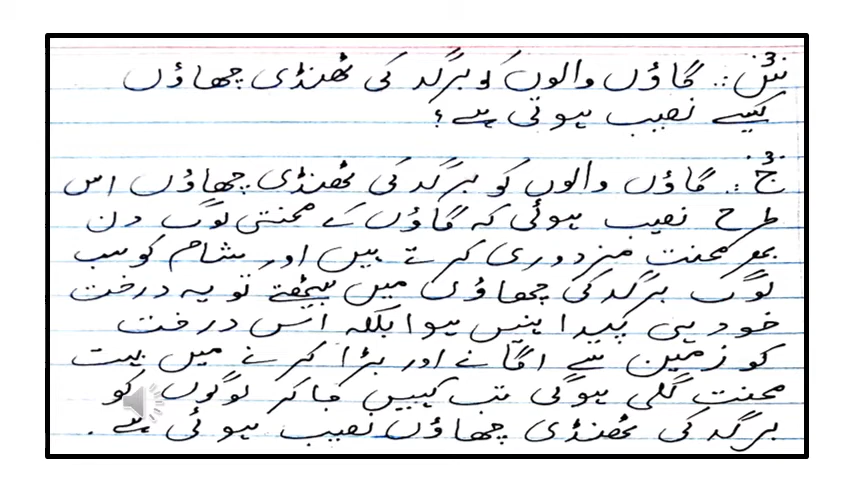 س۳:۔ گاؤں والوں کو برگد کی ٹھنڈی چھاؤں
کیسے نصیب ہوتی ہے؟
ج۳:۔ گاؤں والوں کو برگد کی ٹھنڈی چھاؤں اس
طرح نصیب ہوئی کہ گاؤں کے محنتی لوگ دن
بھر محنت مزدوری کرتے ہیں اور شام کو سب
لوگ برگد کی چھاؤں میں بیٹھتے تو یہ درخت
خود ہی پیدا نہیں ہوا بلکہ اس درخت
کو زمین سے اگانے اور بڑا کرنے میں بہت
محنت لگی ہوگی تب کہیں جا کر لوگوں کو
برگد کی ٹھنڈی چھاؤں نصیب ہوئی ہے۔